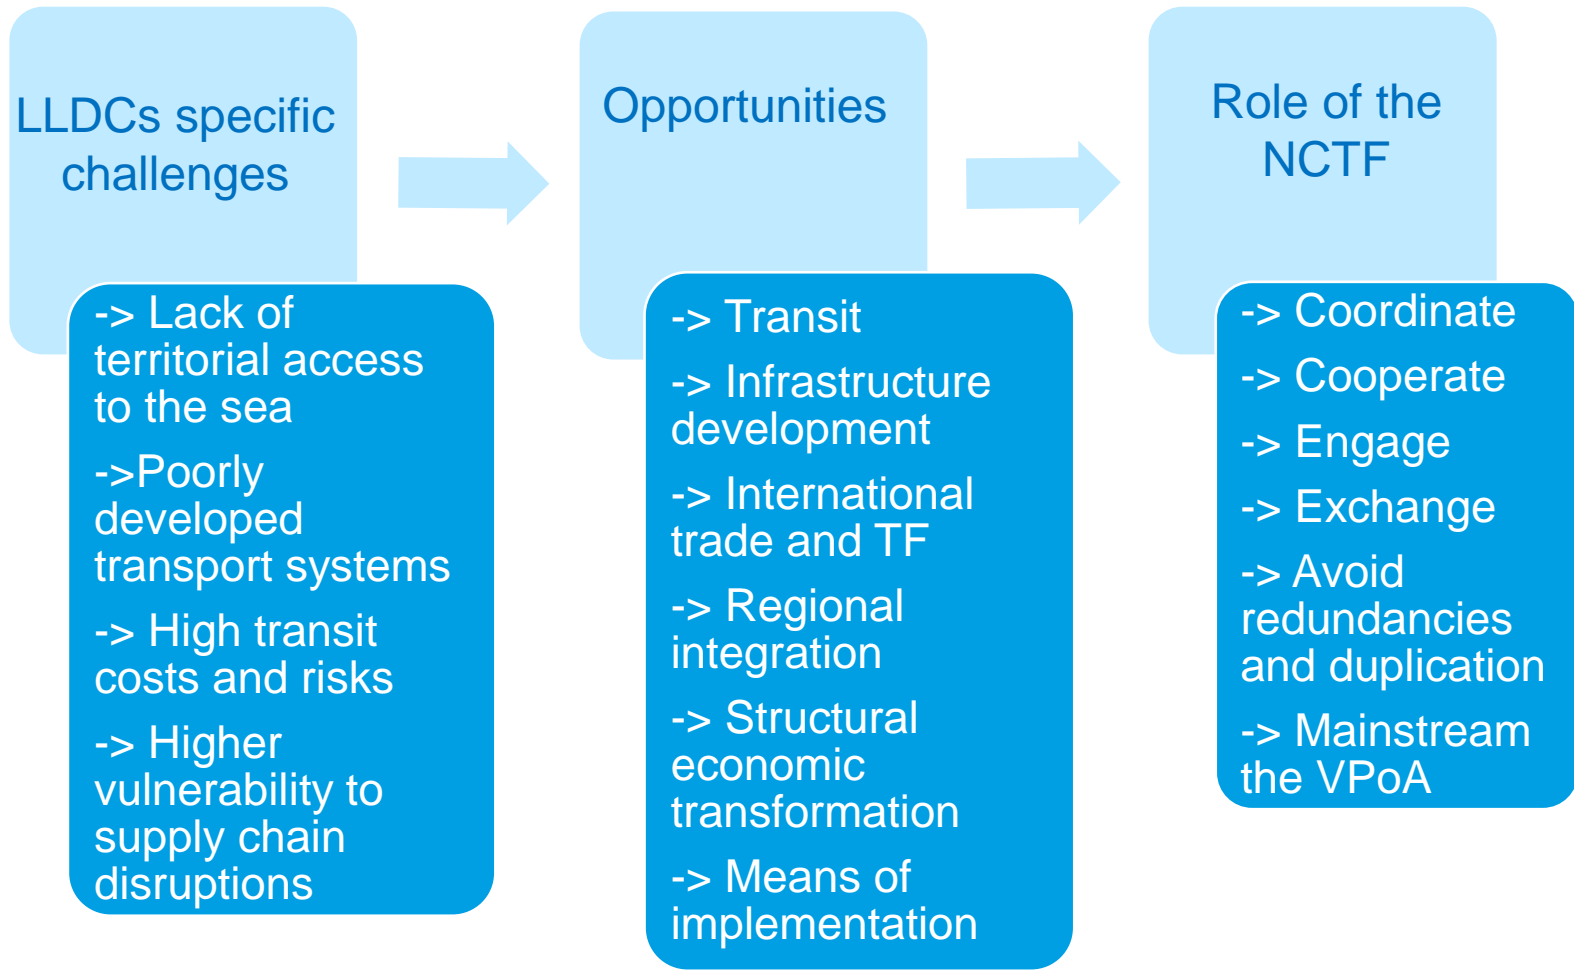 LLDCs specific
challenges
-> Lack of
territorial access
to the sea
->Poorly
developed
transport systems
-> High transit
costs and risks
-> Higher
vulnerability to
supply chain
disruptions
Opportunities
-> Transit
-> Infrastructure
development
-> International
trade and TF
-> Regional
integration
-> Structural
economic
transformation
-> Means of
implementation
Role of the
NCTF
-> Coordinate
-> Cooperate
-> Engage
-> Exchange
-> Avoid
redundancies
and duplication
-> Mainstream
the VPoA